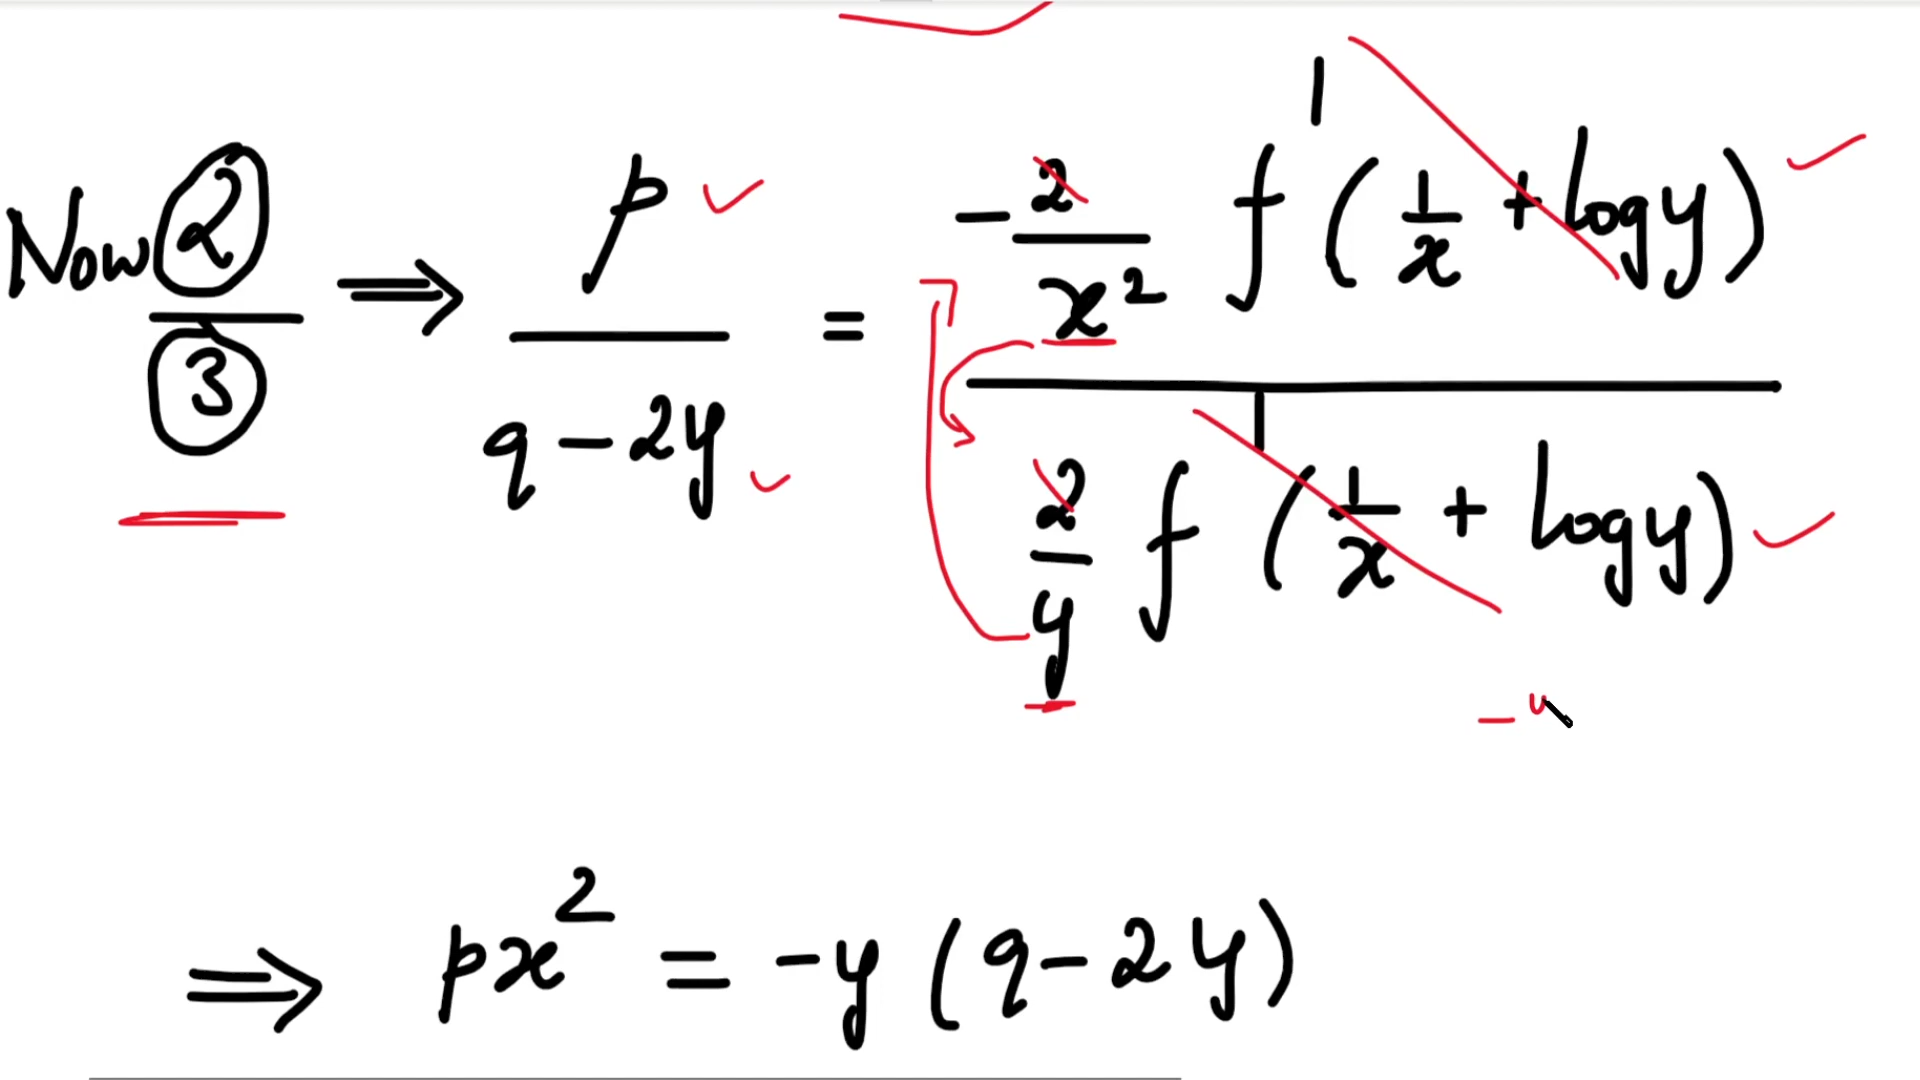 Now 2/3 ⟹ p/(q-2y) = (-2/x² f'(1/x + log y))/(2/y f'(1/x + log y))
- y
⟹ px² = -y(q-2y)